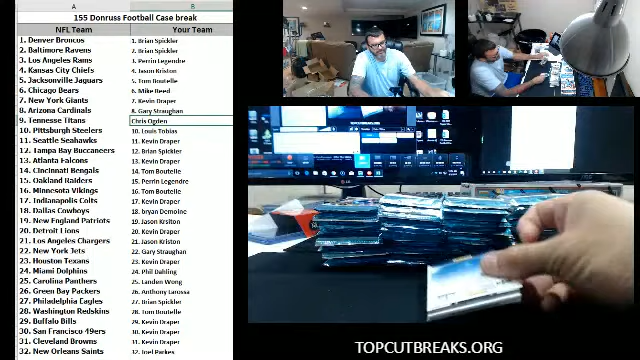 A B
155 Donruss Football Case break
NFL Team Your Team
1. Denver Broncos 1. Brian Spickler
2. Baltimore Ravens 2. Brian Spickler
3. Los Angeles Rams 3. Perrin Legendre
4. Kansas City Chiefs 4. Jason Kriston
5. Jacksonville Jaguars 5. Tom Boutelle
6. Chicago Bears 6. Mike Reed
7. New York Giants 7. Kevin Draper
8. Arizona Cardinals 8. Gary Straughan
9. Tennesse Titans Chris Ogden
10. Pittsburgh Steelers 10. Louis Tobias
11. Seattle Seahawks 11. Kevin Draper
12. Tampa Bay Buccaneers 12. Brian Spickler
13. Atlanta Falcons 13. Kevin Draper
14. Cincinnati Bengals 14. Tom Boutelle
15. Oakland Raiders 15. Perrin Legendre
16. Minnesota Vikings 16. Tom Boutelle
17. Indianapolis Colts 17. Kevin Draper
18. Dallas Cowboys 18. bryan Demoine
19. New England Patriots 19. Jason Krsiton
20. Detroit Lions 20. Kevin Draper
21. Los Angeles Chargers 21. Jason Kriston
22. New York Jets 22. Gary Straughan
23. Houston Texans 23. Kevin Draper
24. Miami Dolphins 24. Phil Dahling
25. Carolina Panthers 25. Landen Wong
26. Green Bay Packers 26. Anthony Larossa
27. Philadelphia Eagles 27. Brian Spickler
28. Washington Redskins 28. Tom Boutelle
29. Buffalo Bills 29. Kevin Draper
30. San Francisco 49ers 30. Kevin Draper
31. Cleveland Browns 31. Kevin Draper
32. New Orleans Saints 32. Joel Parkes
TOPCUTBREAKS.ORG